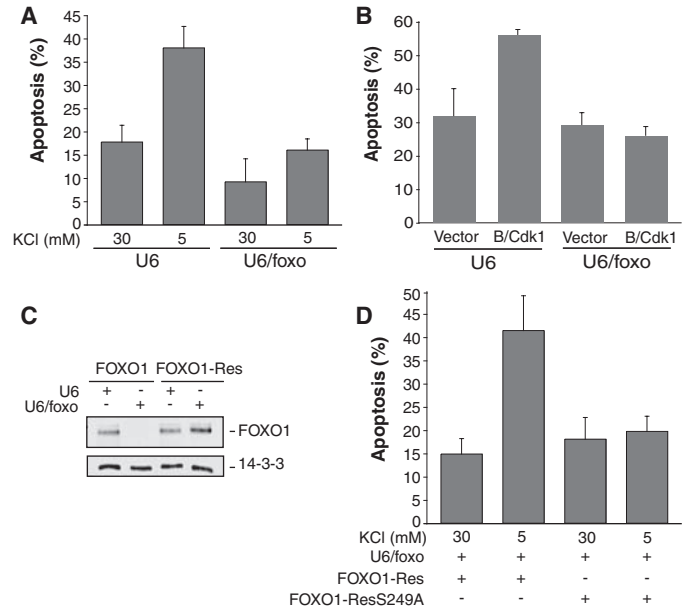 A
Apoptosis (%)
45
40
35
30
25
20
15
10
5
0
KCl (mM) 30 5 30 5
U6 U6/foxo
B
Apoptosis (%)
60
50
40
30
20
10
0
Vector B/Cdk1 Vector B/Cdk1
U6 U6/foxo
C
FOXO1 FOXO1-Res
U6 + - + -
U6/foxo - + - +
-FOXO1
-14-3-3
D
Apoptosis (%)
50
45
40
35
30
25
20
15
10
5
0
KCl (mM) 30 5 30 5
U6/foxo + + + +
FOXO1-Res + + - -
FOXO1-ResS249A - - + +